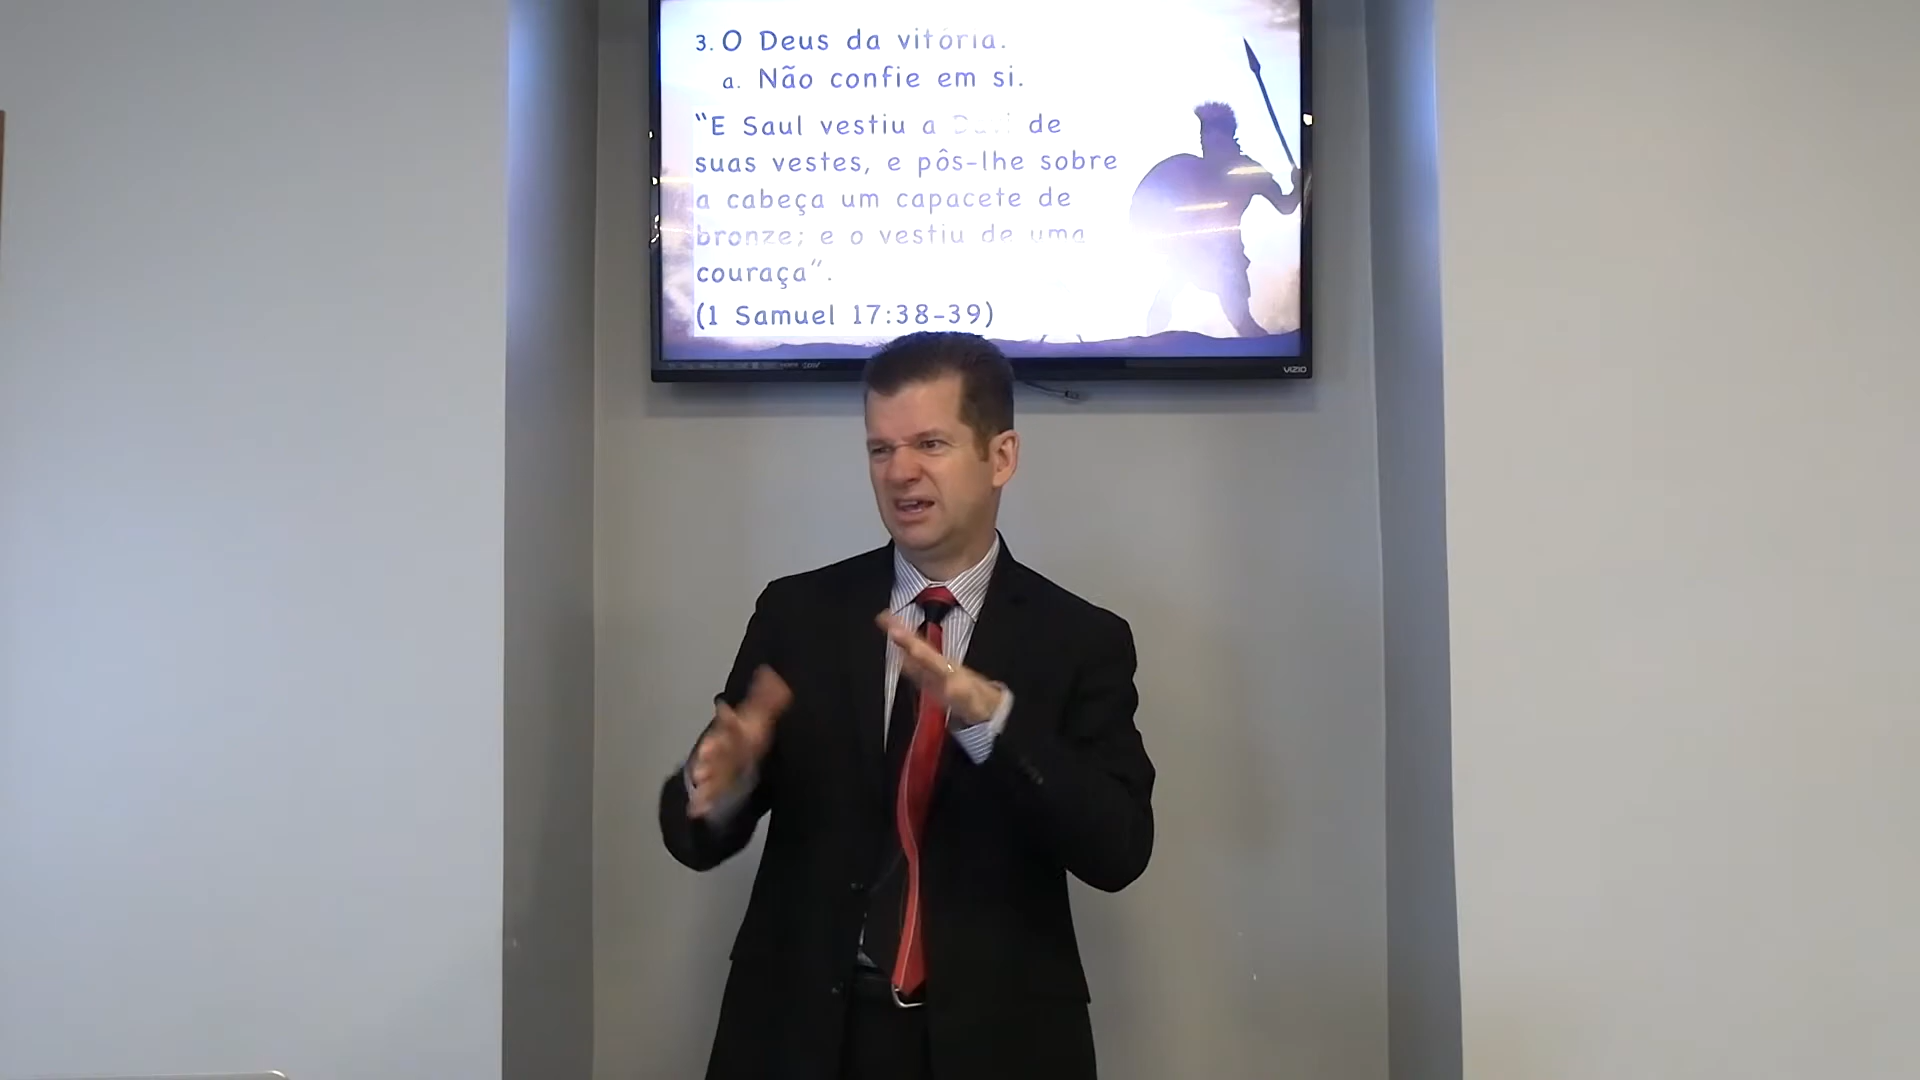 3. O Deus da vitória.
a. Não confie em si.
“E Saul vestiu a Davi de
suas vestes, e pôs-lhe sobre
a cabeça um capacete de
bronze; e o vestiu de uma
couraça”.
(1 Samuel 17:38-39)
VIZIO